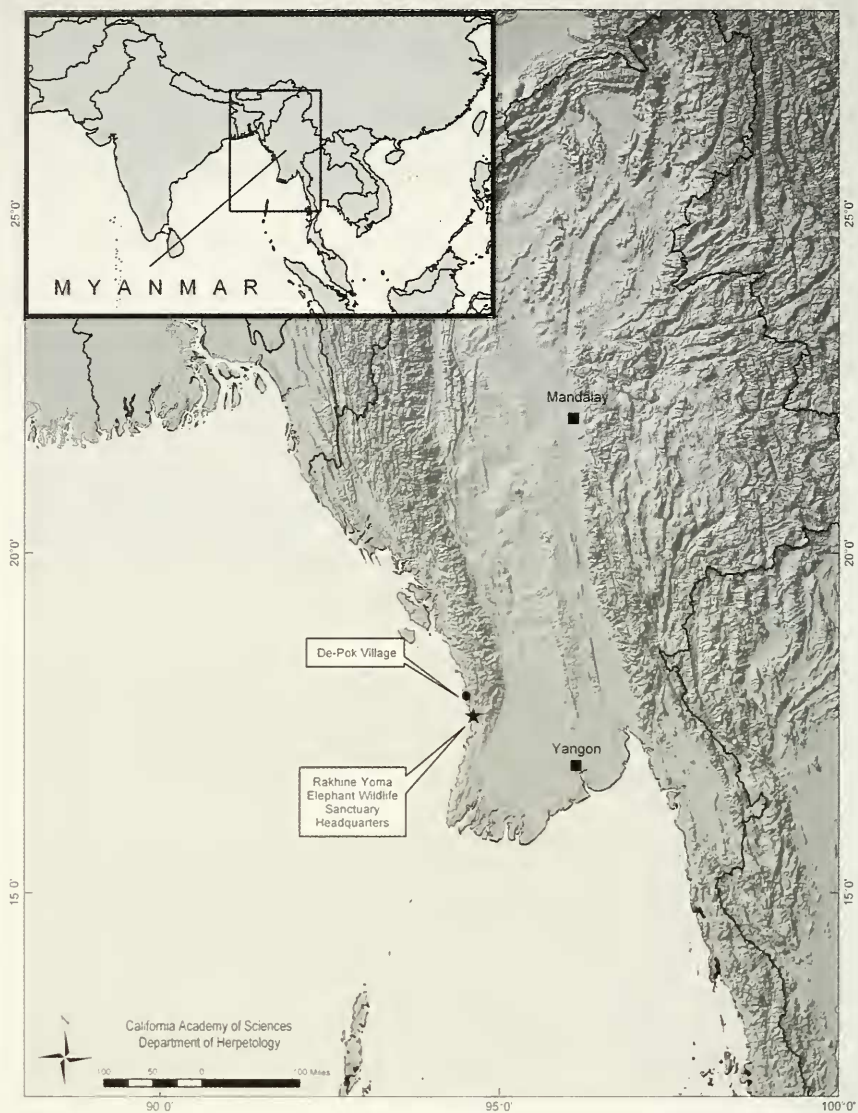 MYANMAR
25°0'
25°0'
Mandalay
20°0'
20°0'
De-Pok Village
Yangon
Rakhine Yoma
Elephant Wildlife
Sanctuary
Headquarters
15°0'
15°0'
California Academy of Sciences
Department of Herpetology
100 50 0 100 Miles
90°0'
95°0'
100°0'